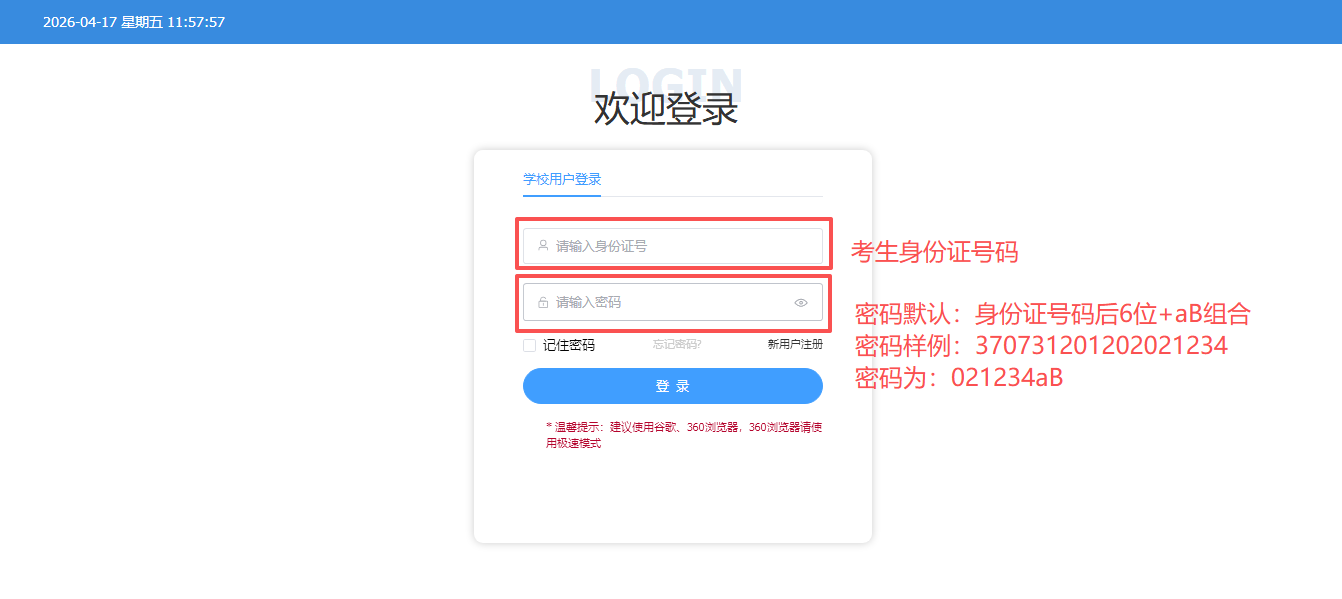 2026-04-17 星期五 11:57:57
LOGIN
欢迎登录
学校用户登录
请输入身份证号
考生身份证号码
请输入密码
密码默认：身份证号码后6位+aB组合
密码样例：370731201202021234
密码为：021234aB
记住密码 忘记密码? 新用户注册
登 录
* 温馨提示：建议使用谷歌、360浏览器，360浏览器请使
用极速模式